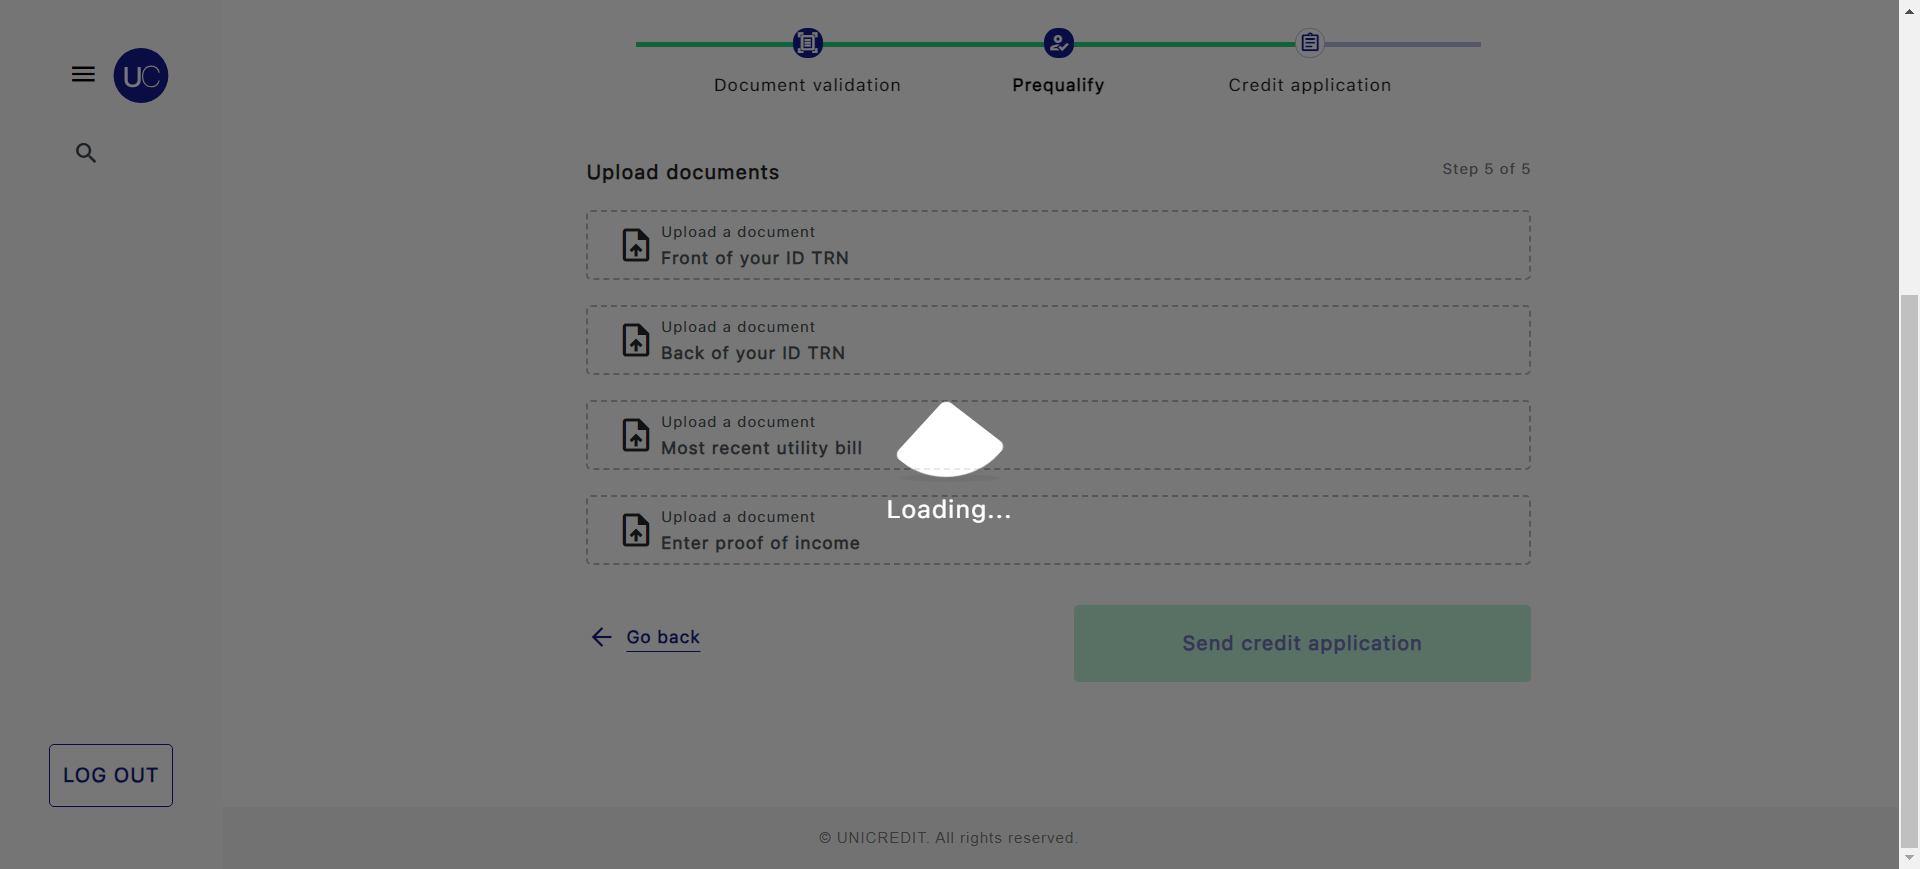 UC
Document validation
Prequalify
Credit application
Upload documents
Step 5 of 5
Upload a document
Front of your ID TRN
Upload a document
Back of your ID TRN
Upload a document
Most recent utility bill
Loading...
Upload a document
Enter proof of income
Go back
Send credit application
LOG OUT
© UNICREDIT. All rights reserved.